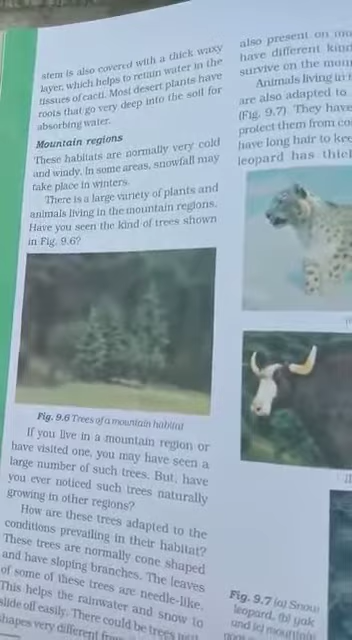 stem is also covered with a thick waxy
layer, which helps to retain water in the
tissues of cacti. Most desert plants have
roots that go very deep into the soil for
absorbing water.
Mountain regions
These habitats are normally very cold
and windy. In some areas, snowfall may
take place in winters.
There is a large variety of plants and
animals living in the mountain regions.
Have you seen the kind of trees shown
in Fig. 9.6?
Fig. 9.6 Trees of a mountain habitat
If you live in a mountain region or
have visited one, you may have seen a
large number of such trees. But, have
you ever noticed such trees naturally
growing in other regions?
How are these trees adapted to the
conditions prevailing in their habitat?
These trees are normally cone shaped
and have sloping branches. The leaves
of some of these trees are needle-like.
This helps the rainwater and snow to
slide off easily. There could be trees
shapes very different
also present on
have different
survive on the
Animals living in
are also adapted to
(Fig. 9.7) They have
protect them from
have long hair to
leopard has
Fig. 9.7 (a) Snow
leopard, (b) yak
and (c) mountain